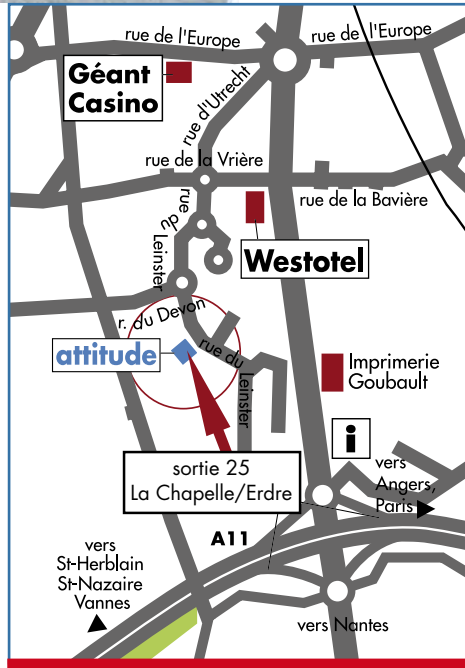 rue de l'Europe
rue de l'Europe
Géant
Casino
rue d'Utrecht
rue de la Vrière
rue de la Bavière
rue
du
Leinster
Westotel
r. du Devon
attitude
rue du
Leinster
Imprimerie
Goubault
i
sortie 25
La Chapelle/Erdre
vers
Angers,
Paris
A11
vers
St-Herblain
St-Nazaire
Vannes
vers Nantes